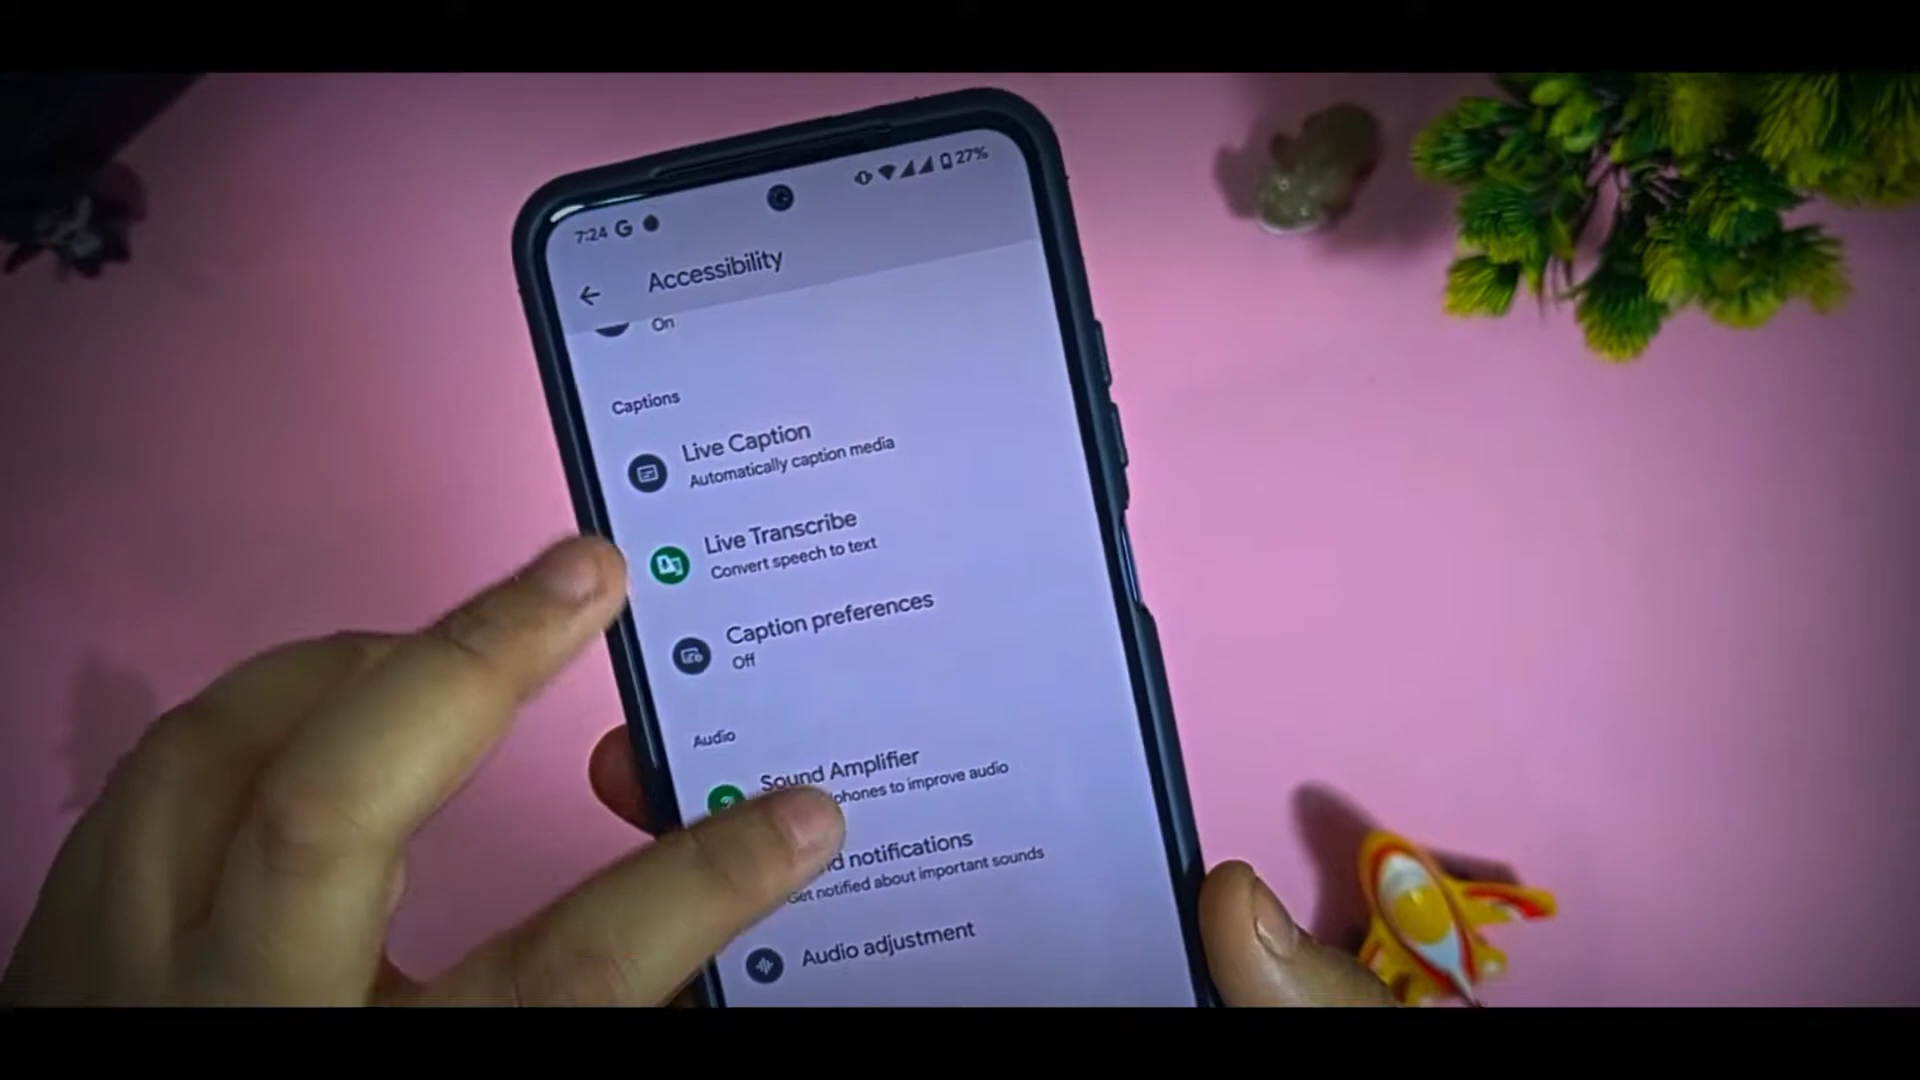 7:24 G 27%
Accessibility
On
Captions
Live Caption
Automatically caption media
Live Transcribe
Convert speech to text
Caption preferences
Off
Audio
Sound Amplifier
phones to improve audio
notifications
Get notified about important sounds
Audio adjustment